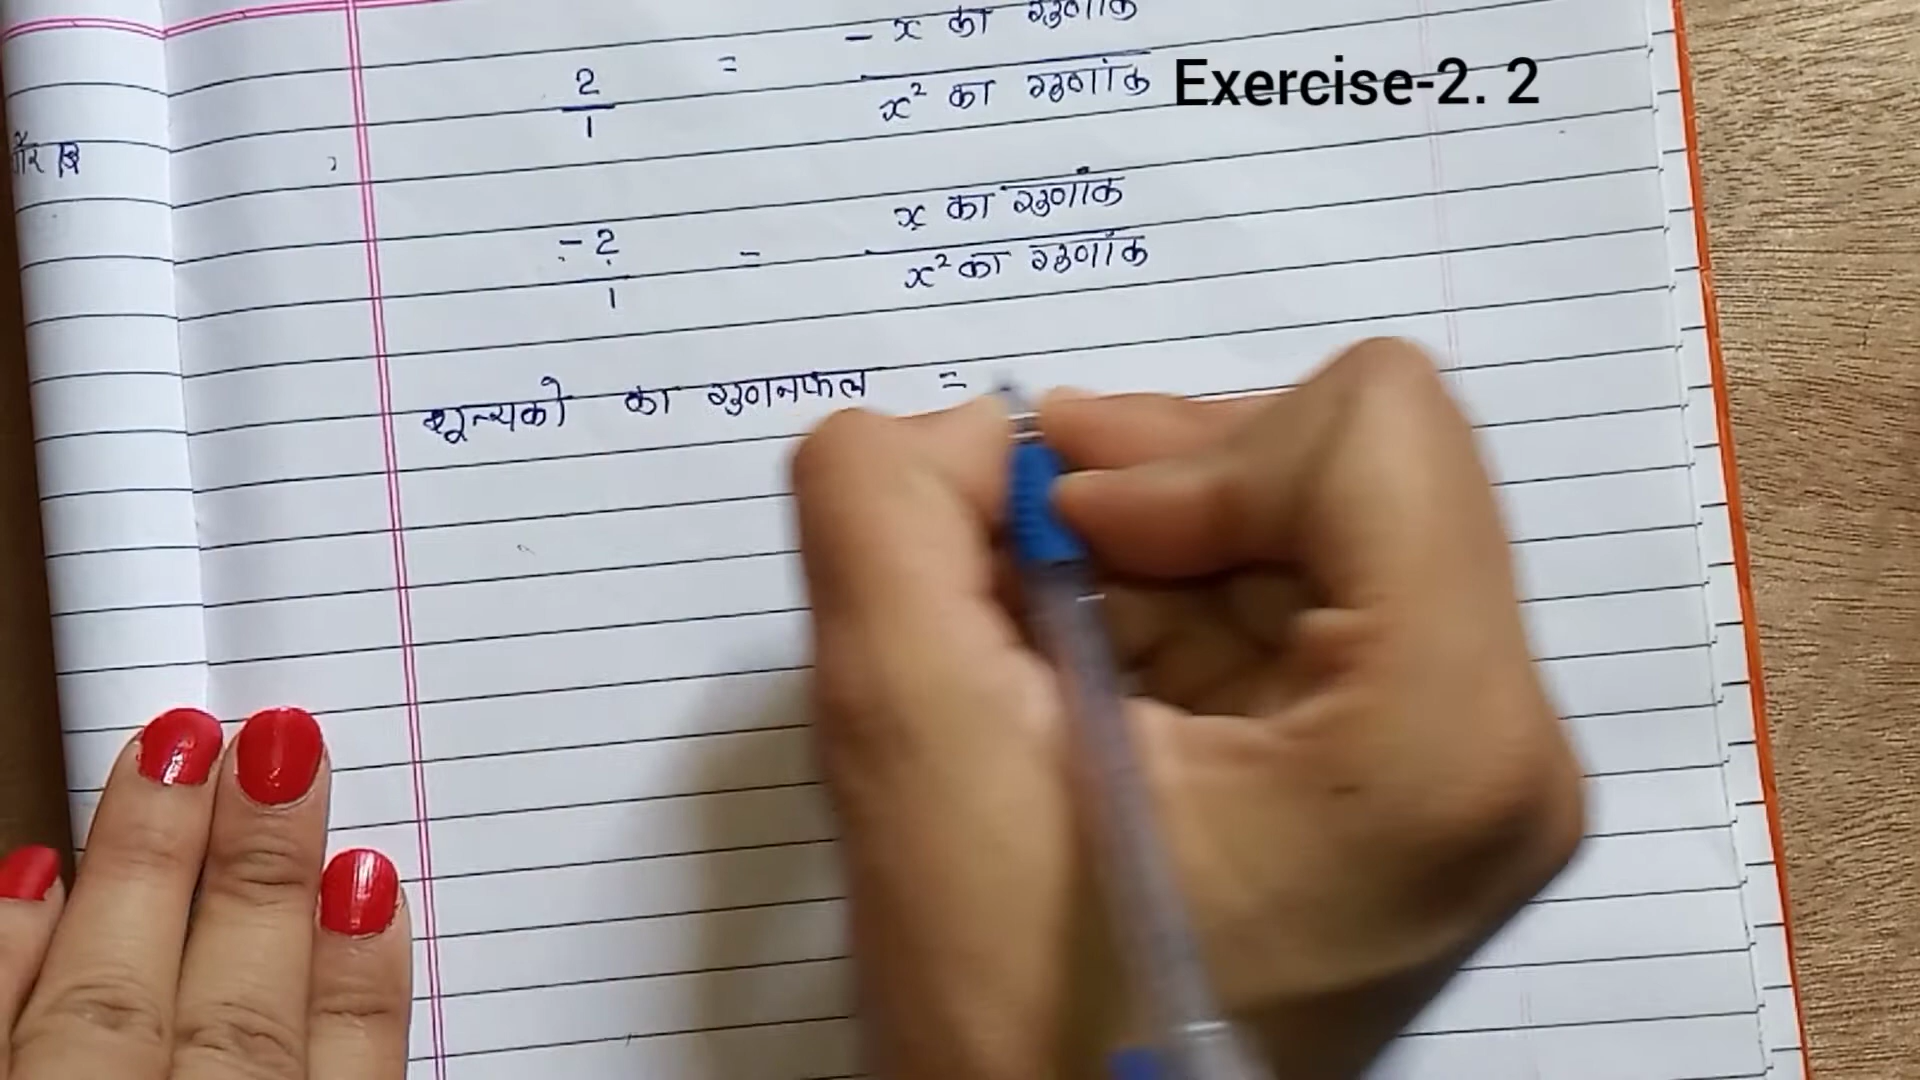 2/1 = - x का गुणांक / x² का गुणांक
Exercise-2. 2
-2/1 = x का गुणांक / x² का गुणांक
शून्यको का गुणनफल =